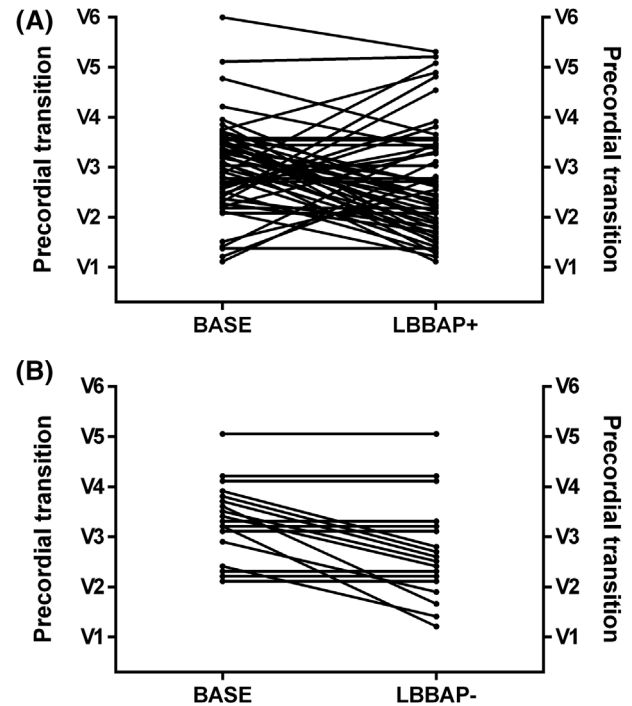 (A)
Precordial transition
V6
V5
V4
V3
V2
V1
BASE
LBBAP+
V6
V5
V4
V3
V2
V1
Precordial transition
(B)
Precordial transition
V6
V5
V4
V3
V2
V1
BASE
LBBAP-
V6
V5
V4
V3
V2
V1
Precordial transition